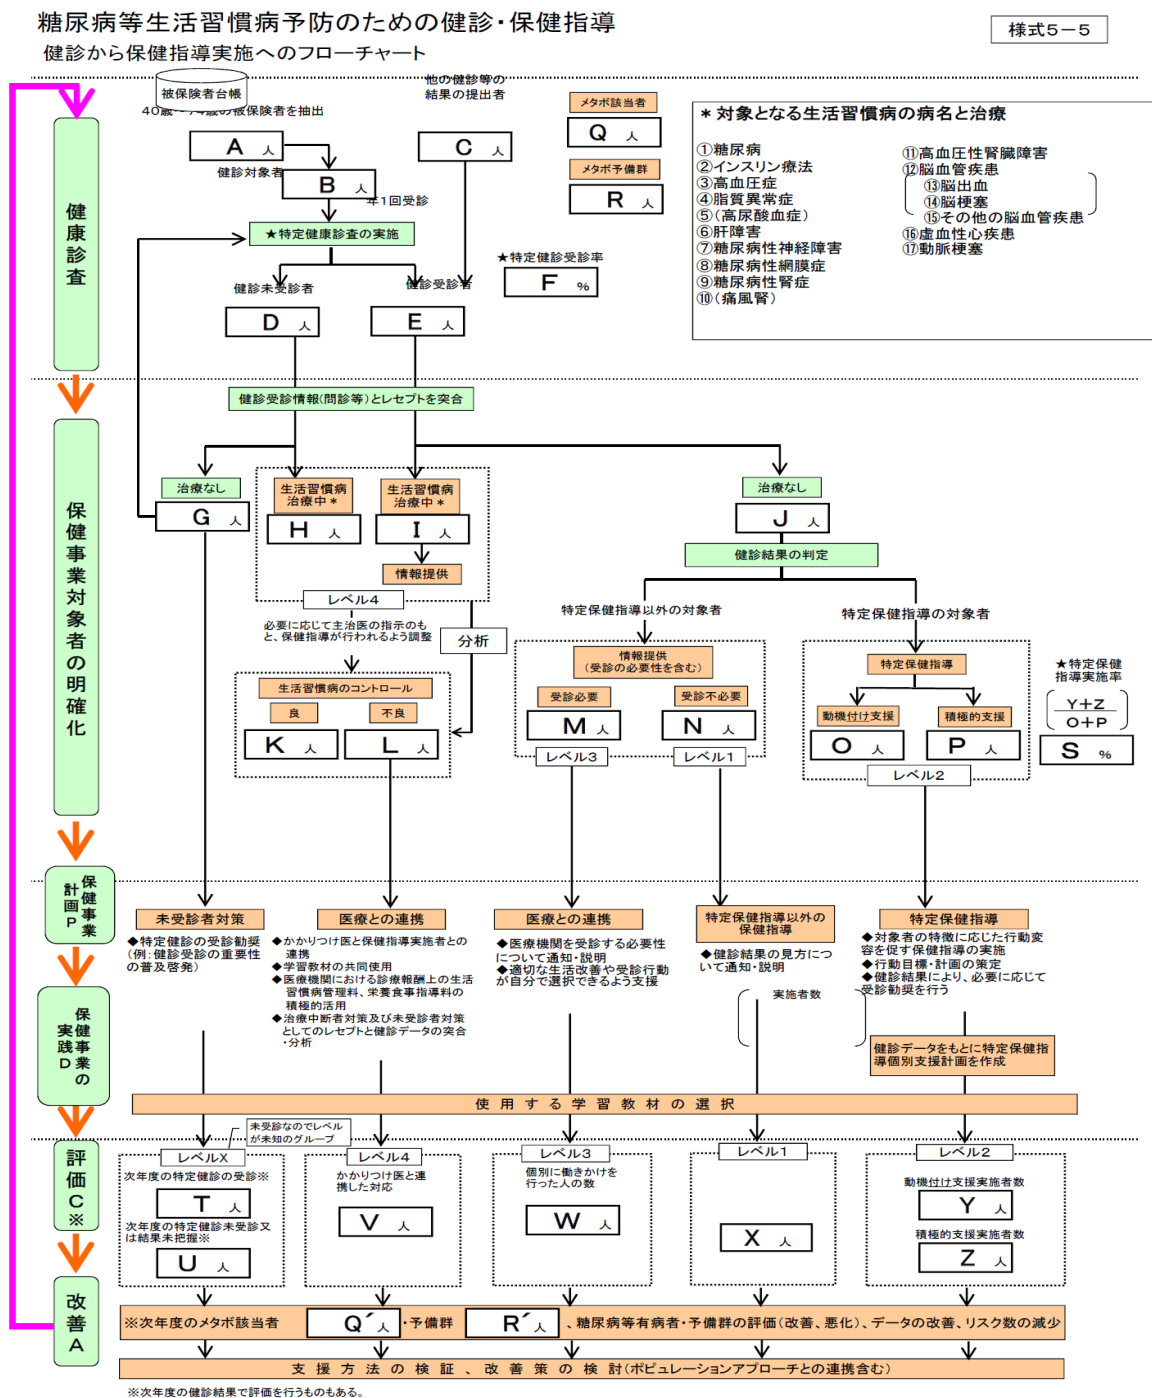 糖尿病等生活習慣病予防のための健診・保健指導
様式5－5
健診から保健指導実施へのフローチャート
被保険者台帳
40歳～74歳の被保険者を抽出
他の健診等の
結果の提出者
A 人
C 人
健診対象者
B 人
年1回受診
★特定健康診査の実施
健診未受診者
健診受診者
D 人
E 人
メタボ該当者
Q 人
メタボ予備群
R 人
★特定健診受診率
F %
＊対象となる生活習慣病の病名と治療
①糖尿病
②インスリン療法
③高血圧症
④脂質異常症
⑤（高尿酸血症）
⑥肝障害
⑦糖尿病性神経障害
⑧糖尿病性網膜症
⑨糖尿病性腎症
⑩（痛風腎）
⑪高血圧性腎臓障害
⑫脳血管疾患
⑬脳出血
⑭脳梗塞
⑮その他の脳血管疾患
⑯虚血性心疾患
⑰動脈梗塞
健康診査
健診受診情報（問診等）とレセプトを突合
治療なし
G 人
生活習慣病
治療中＊
H 人
生活習慣病
治療中＊
I 人
情報提供
レベル4
治療なし
J 人
健診結果の判定
必要に応じて主治医の指示のも
と、保健指導が行われるよう調整
分析
生活習慣病のコントロール
良
不良
K 人
L 人
特定保健指導以外の対象者
情報提供
（受診の必要性を含む）
受診必要
受診不必要
M 人
N 人
レベル3
レベル1
特定保健指導の対象者
特定保健指導
動機付け支援
積極的支援
O 人
P 人
レベル2
★特定保健
指導実施率
Y＋Z
O＋P
S %
保健事業対象者の明確化
保健事業
計画P
未受診者対策
◆特定健診の受診勧奨
（例：健診受診の重要性
の普及啓発）
医療との連携
◆かかりつけ医と保健指導実施者との
連携
◆学習教材の共同使用
◆医療機関における診療報酬上の生活
習慣病管理料、栄養食事指導料の
積極的活用
◆治療中断者対策及び未受診者対策
としてのレセプトと健診データの突合
・分析
医療との連携
◆医療機関を受診する必要性
について通知・説明
◆適切な生活改善や受診行動
が自分で選択できるよう支援
特定保健指導以外の
保健指導
◆健診結果の見方につ
いて通知・説明
実施者数
特定保健指導
◆対象者の特徴に応じた行動変
容を促す保健指導の実施
◆行動目標・計画の策定
◆健診結果により、必要に応じて
受診勧奨を行う
健診データをもとに特定保健指
導個別支援計画を作成
保健事業の
実践D
使用する学習教材の選択
未受診なのでレベル
が未知のグループ
レベルX
次年度の特定健診の受診※
T 人
次年度の特定健診未受診又
は結果未把握※
U 人
レベル4
かかりつけ医と連
携した対応
V 人
レベル3
個別に働きかけを
行った人の数
W 人
レベル1
X 人
レベル2
動機付け支援実施者数
Y 人
積極的支援実施者数
Z 人
評価C※
改善A
※次年度のメタボ該当者 Q´人 ・予備群 R´人 、糖尿病等有病者・予備群の評価（改善、悪化）、データの改善、リスク数の減少
支援方法の検証、改善策の検討（ポピュレーションアプローチとの連携含む）
※次年度の健診結果で評価を行うものもある。